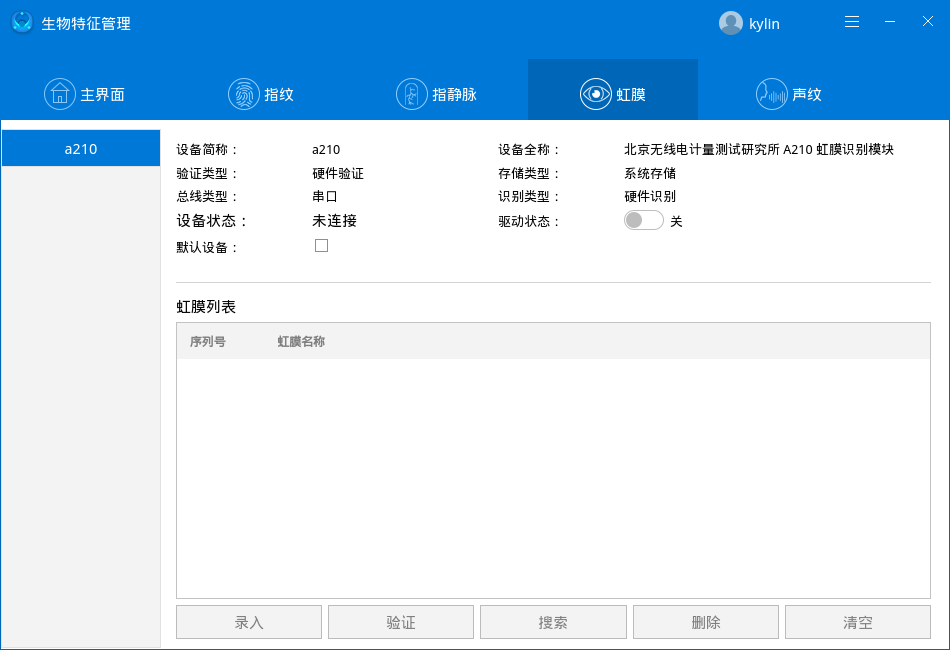 生物特征管理
kylin
主界面 指纹 指静脉 虹膜 声纹
a210
设备简称： a210 设备全称： 北京无线电计量测试研究所 A210 虹膜识别模块
验证类型： 硬件验证 存储类型： 系统存储
总线类型： 串口 识别类型： 硬件识别
设备状态： 未连接 驱动状态： 关
默认设备：
虹膜列表
序列号 虹膜名称
录入 验证 搜索 删除 清空